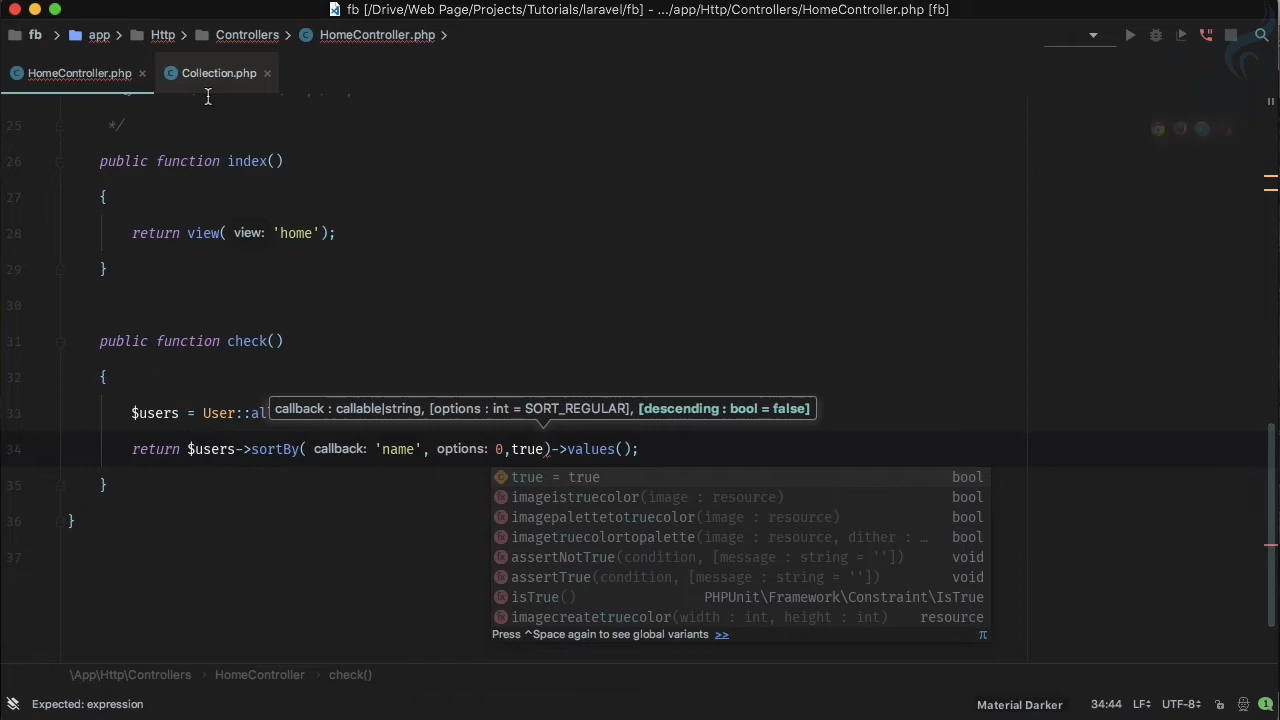 fb [/Drive/Web Page/Projects/Tutorials/laravel/fb] - .../app/Http/Controllers/HomeController.php [fb]
fb > app > Http > Controllers > HomeController.php >
HomeController.php × Collection.php ×
25 */
26 public function index()
27 {
28 return view( view: 'home');
29 }
30
31 public function check()
32 {
callback : callable|string, [options : int = SORT_REGULAR], [descending : bool = false]
33 $users = User::al
34 return $users->sortBy( callback: 'name', options: 0,true)->values();
35 }
true = true bool
imageistruecolor(image : resource) bool
36 }
imagepalettetotruecolor(image : resource) bool
imagetruecolortopalette(image : resource, dither : … bool
37
assertNotTrue(condition, [message : string = '']) void
assertTrue(condition, [message : string = '']) void
isTrue() PHPUnit\Framework\Constraint\IsTrue
imagecreatetruecolor(width : int, height : int) resource
Press ^Space again to see global variants >> π
\App\Http\Controllers > HomeController > check()
Expected: expression Material Darker 34:44 LF UTF-8 1